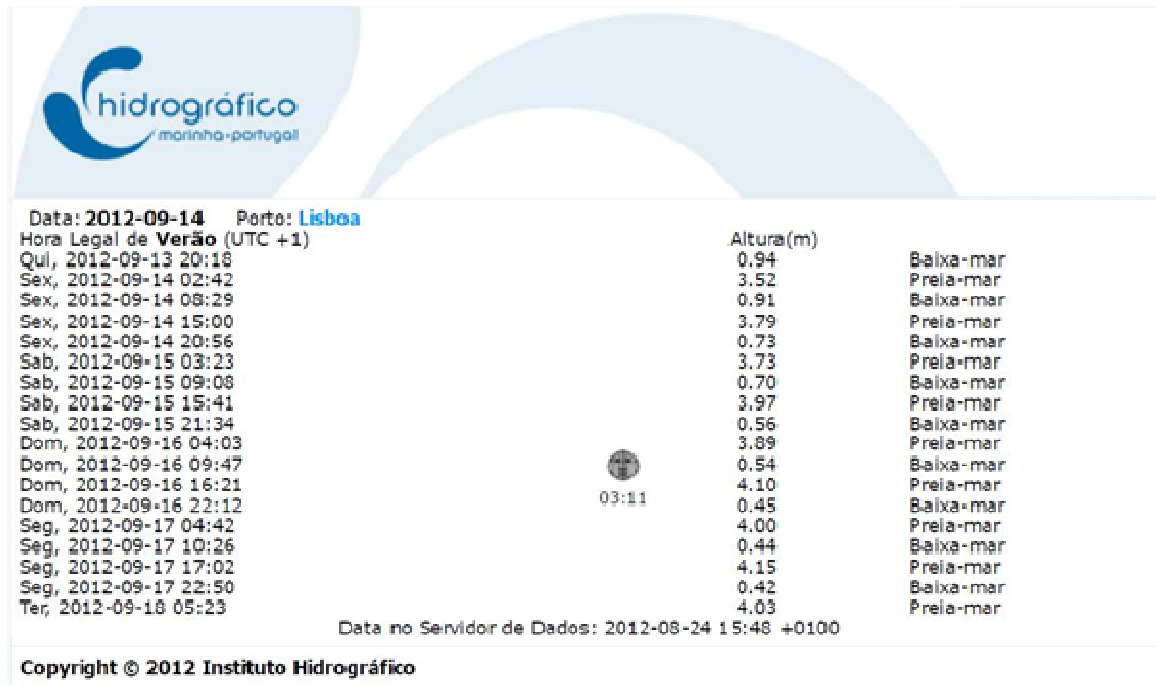 hidrográfico
marinha-portugal
Data: 2012-09-14 Porto: Lisboa
Hora Legal de Verão (UTC +1) Altura(m)
Qui, 2012-09-13 20:18 0.94 Baixa-mar
Sex, 2012-09-14 02:42 3.52 Preia-mar
Sex, 2012-09-14 08:29 0.91 Baixa-mar
Sex, 2012-09-14 15:00 3.79 Preia-mar
Sex, 2012-09-14 20:56 0.73 Baixa-mar
Sab, 2012-09-15 03:23 3.73 Preia-mar
Sab, 2012-09-15 09:08 0.70 Baixa-mar
Sab, 2012-09-15 15:41 3.97 Preia-mar
Sab, 2012-09-15 21:34 0.56 Baixa-mar
Dom, 2012-09-16 04:03 3.89 Preia-mar
Dom, 2012-09-16 09:47 0.54 Baixa-mar
Dom, 2012-09-16 16:21 4.10 Preia-mar
03:11
Dom, 2012-09-16 22:12 0.45 Baixa-mar
Seg, 2012-09-17 04:42 4.00 Preia-mar
Seg, 2012-09-17 10:26 0.44 Baixa-mar
Seg, 2012-09-17 17:02 4.15 Preia-mar
Seg, 2012-09-17 22:50 0.42 Baixa-mar
Ter, 2012-09-18 05:23 4.03 Preia-mar
Data no Servidor de Dados: 2012-08-24 15:48 +0100
Copyright © 2012 Instituto Hidrográfico